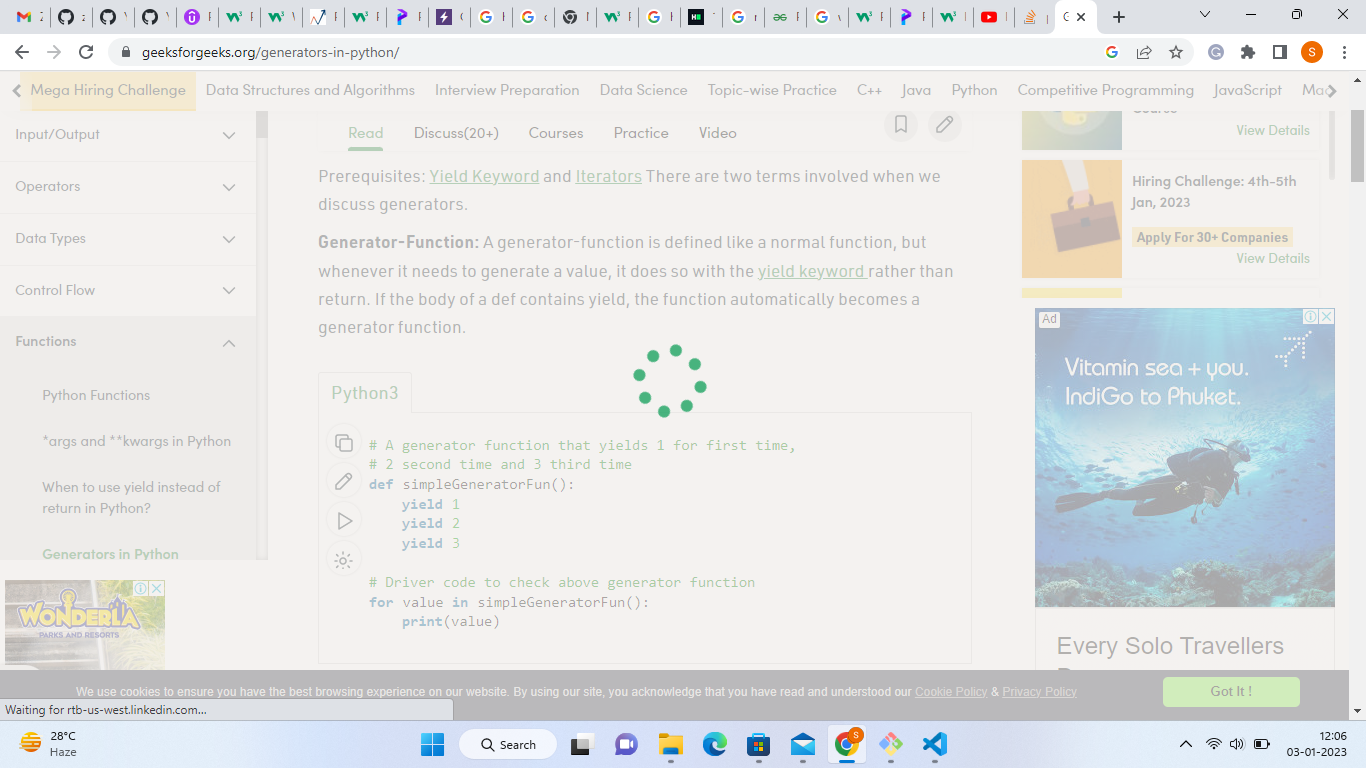 geeksforgeeks.org/generators-in-python/
S
Mega Hiring Challenge Data Structures and Algorithms Interview Preparation Data Science Topic-wise Practice C++ Java Python Competitive Programming JavaScript
Input/Output
Operators
Data Types
Control Flow
Functions
Python Functions
*args and **kwargs in Python
When to use yield instead of
return in Python?
Generators in Python
WONDERLA
PARKS AND RESORTS
Read Discuss(20+) Courses Practice Video
Prerequisites: Yield Keyword and Iterators There are two terms involved when we
discuss generators.
Generator-Function: A generator-function is defined like a normal function, but
whenever it needs to generate a value, it does so with the yield keyword rather than
return. If the body of a def contains yield, the function automatically becomes a
generator function.
Python3
# A generator function that yields 1 for first time,
# 2 second time and 3 third time
def simpleGeneratorFun():
yield 1
yield 2
yield 3
# Driver code to check above generator function
for value in simpleGeneratorFun():
print(value)
View Details
Hiring Challenge: 4th-5th
Jan, 2023
Apply For 30+ Companies
View Details
Ad
Vitamin sea + you.
IndiGo to Phuket.
Every Solo Travellers
We use cookies to ensure you have the best browsing experience on our website. By using our site, you acknowledge that you have read and understood our Cookie Policy & Privacy Policy
Got It !
Waiting for rtb-us-west.linkedin.com...
28°C
Haze
Search
S
12:06
03-01-2023